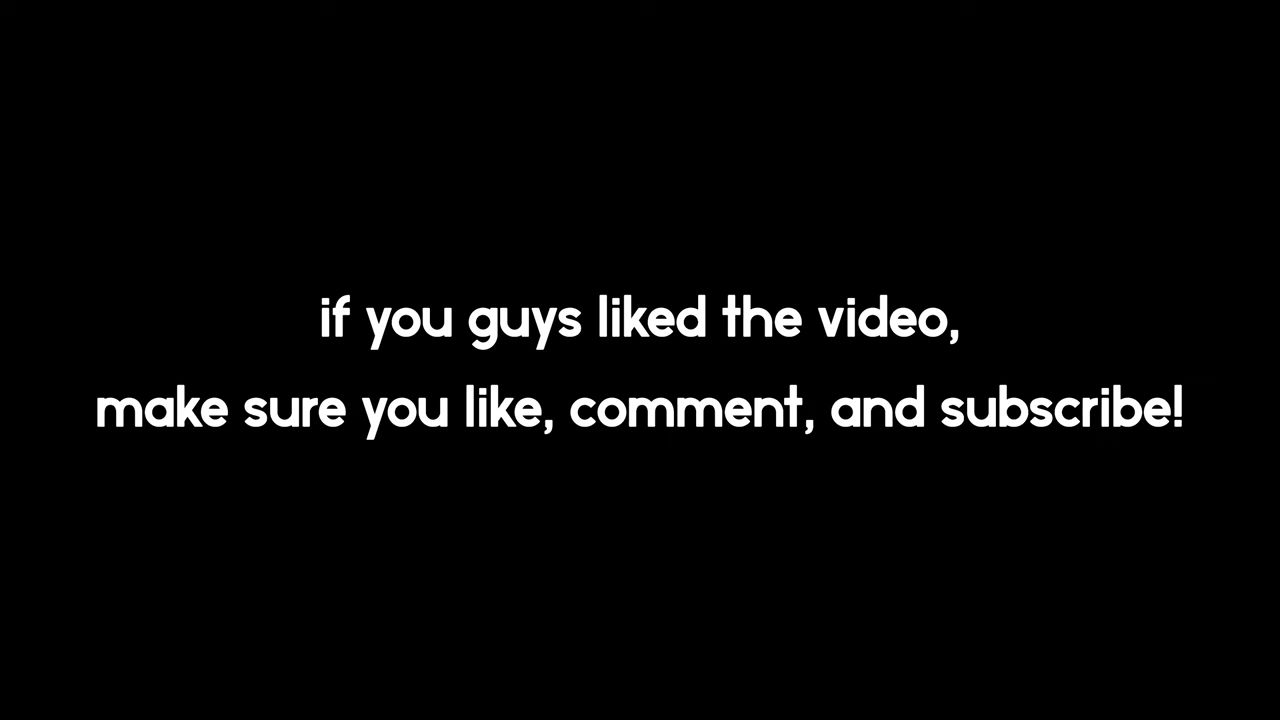 if you guys liked the video,
make sure you like, comment, and subscribe!